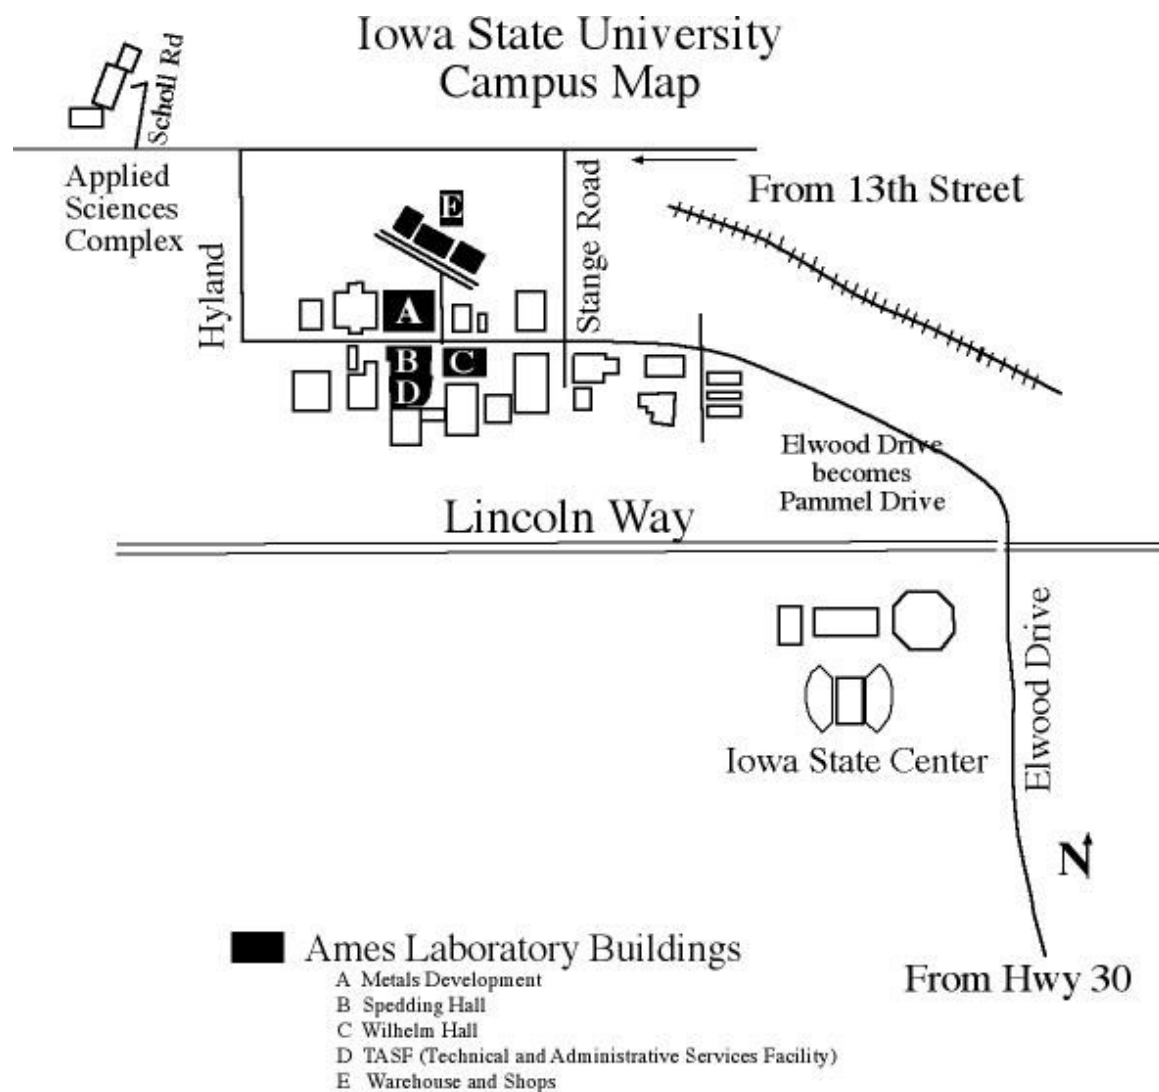 Iowa State University
Campus Map
Scholl Rd
Applied
Sciences
Complex
Hyland
Stange Road
From 13th Street
E
A
B
C
D
Elwood Drive
becomes
Pammel Drive
Lincoln Way
Iowa State Center
Elwood Drive
N
From Hwy 30
Ames Laboratory Buildings
A Metals Development
B Spedding Hall
C Wilhelm Hall
D TASF (Technical and Administrative Services Facility)
E Warehouse and Shops